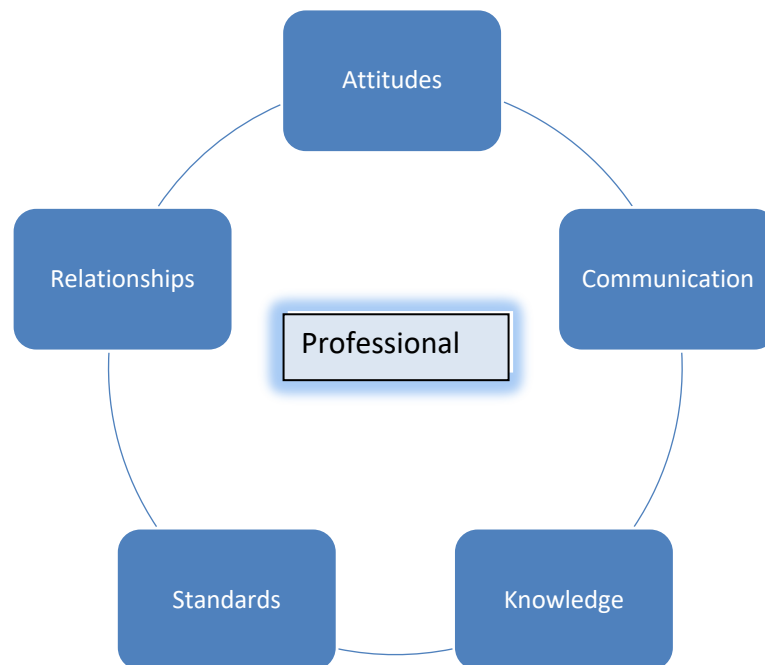 Attitudes
Relationships
Communication
Professional
Standards
Knowledge